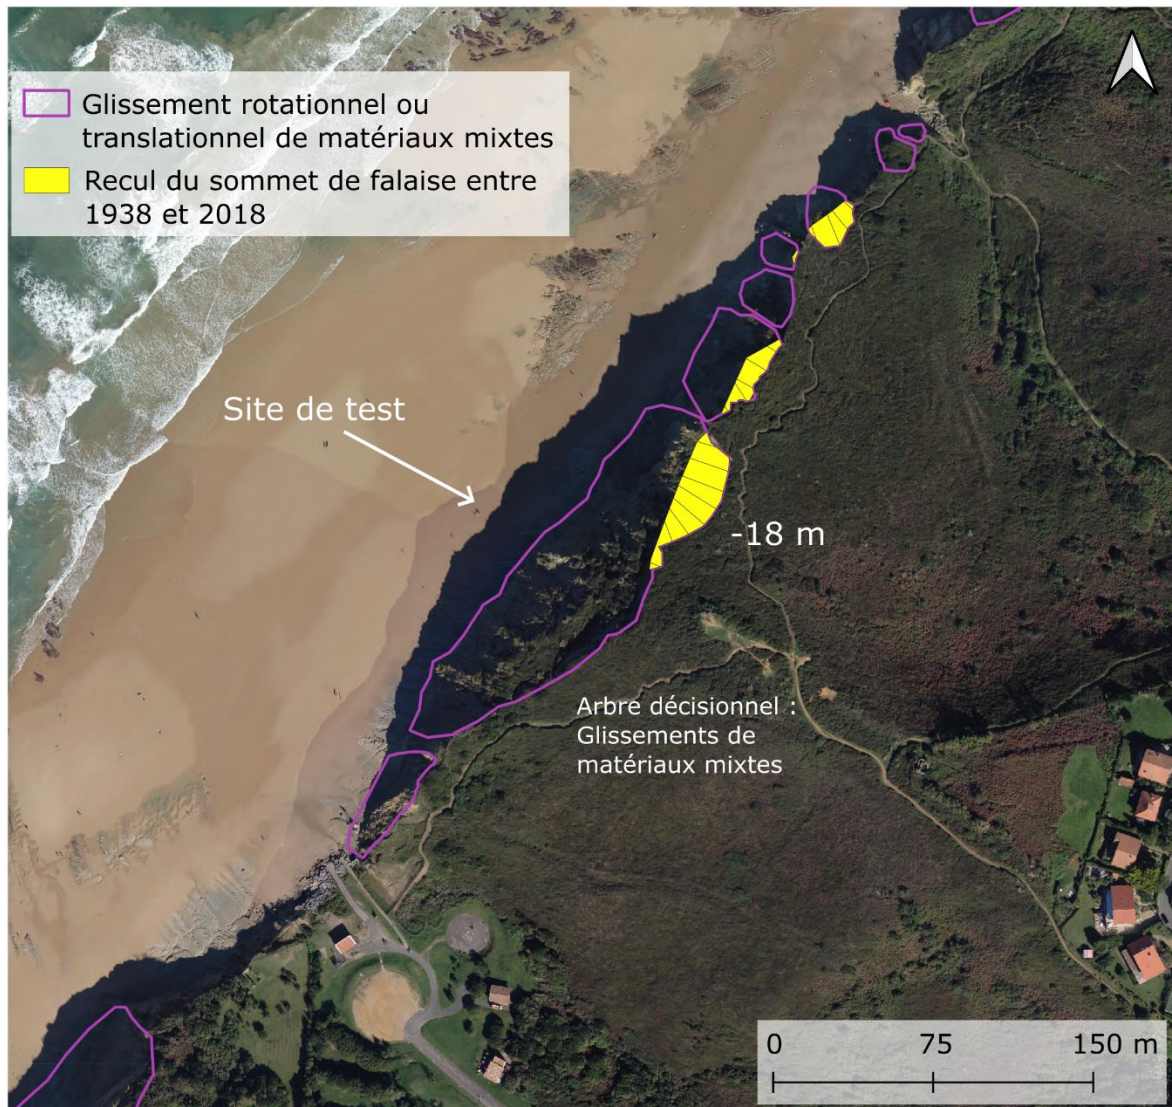 Glissement rotationnel ou
translationnel de matériaux mixtes
Recul du sommet de falaise entre
1938 et 2018
Site de test
-18 m
Arbre décisionnel :
Glissements de
matériaux mixtes
0 75 150 m